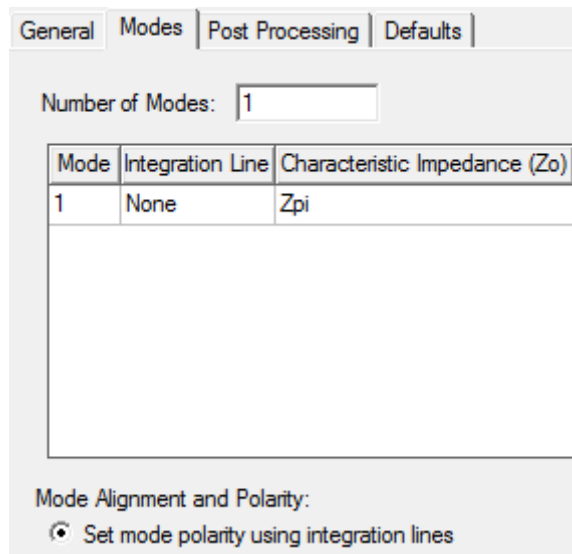 General Modes Post Processing Defaults
Number of Modes: 1
Mode Integration Line Characteristic Impedance (Zo)
1 None Zpi
Mode Alignment and Polarity:
Set mode polarity using integration lines